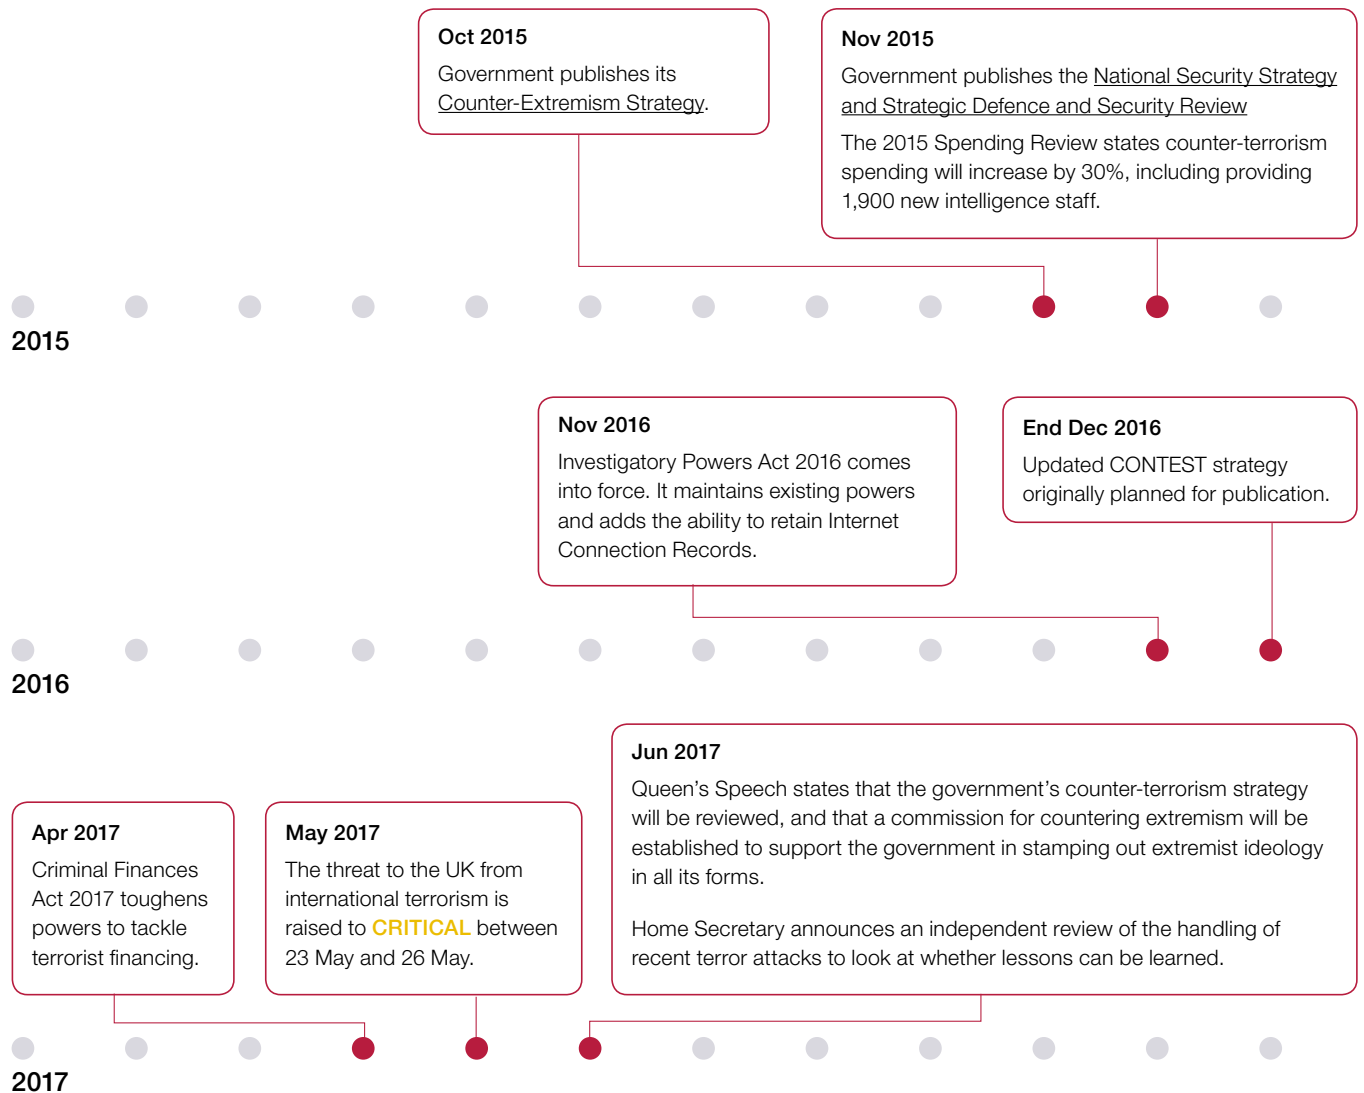 Oct 2015
Government publishes its
Counter-Extremism Strategy.
Nov 2015
Government publishes the National Security Strategy
and Strategic Defence and Security Review
The 2015 Spending Review states counter-terrorism
spending will increase by 30%, including providing
1,900 new intelligence staff.
2015
Nov 2016
Investigatory Powers Act 2016 comes
into force. It maintains existing powers
and adds the ability to retain Internet
Connection Records.
End Dec 2016
Updated CONTEST strategy
originally planned for publication.
2016
Apr 2017
Criminal Finances
Act 2017 toughens
powers to tackle
terrorist financing.
May 2017
The threat to the UK from
international terrorism is
raised to CRITICAL between
23 May and 26 May.
Jun 2017
Queen’s Speech states that the government’s counter-terrorism strategy
will be reviewed, and that a commission for countering extremism will be
established to support the government in stamping out extremist ideology
in all its forms.
Home Secretary announces an independent review of the handling of
recent terror attacks to look at whether lessons can be learned.
2017